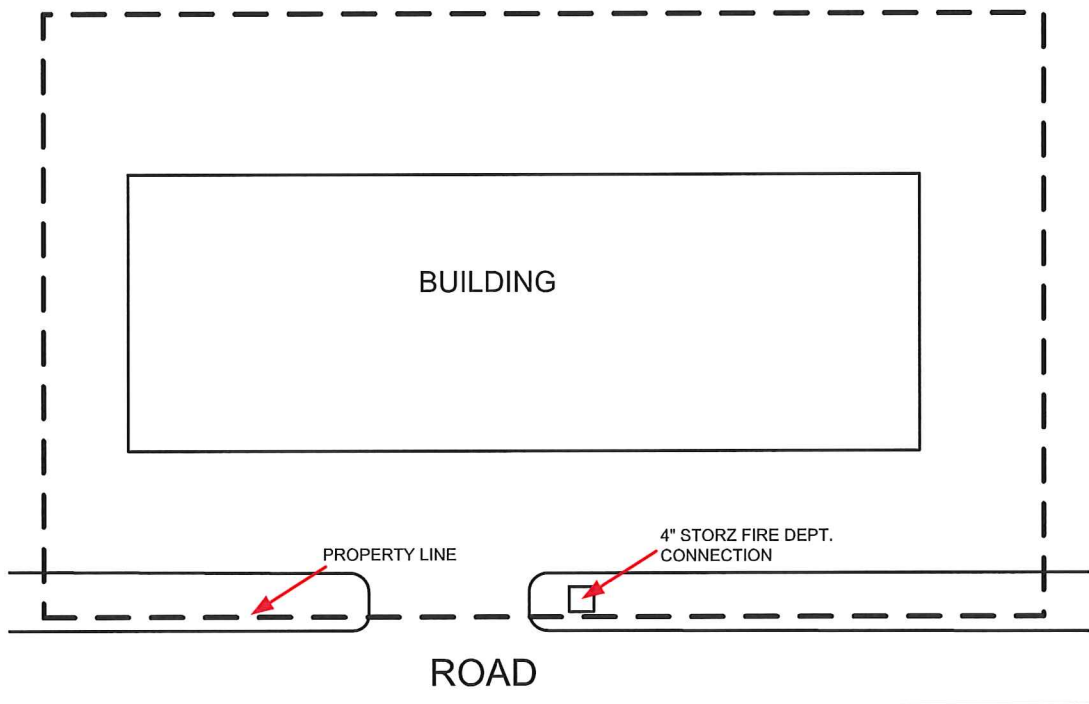 BUILDING
PROPERTY LINE
4" STORZ FIRE DEPT.
CONNECTION
ROAD